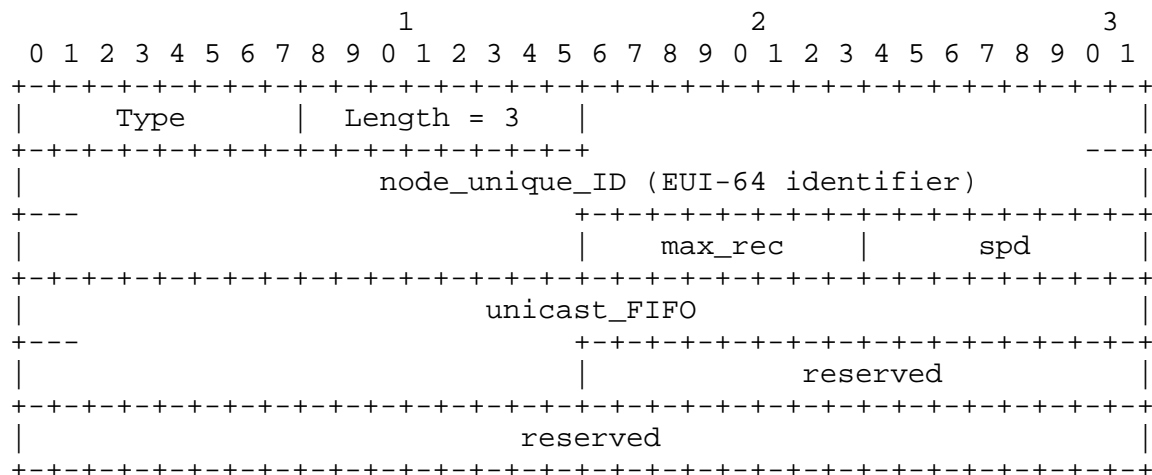 1                   2                   3
 0 1 2 3 4 5 6 7 8 9 0 1 2 3 4 5 6 7 8 9 0 1 2 3 4 5 6 7 8 9 0 1
+-+-+-+-+-+-+-+-+-+-+-+-+-+-+-+-+-+-+-+-+-+-+-+-+-+-+-+-+-+-+-+-+
|     Type      |  Length = 3   |                               |
+-+-+-+-+-+-+-+-+-+-+-+-+-+-+-+-+                            ---+
|                    node_unique_ID (EUI-64 identifier)         |
+---                            +-+-+-+-+-+-+-+-+-+-+-+-+-+-+-+-+
|                               |    max_rec    |      spd      |
+-+-+-+-+-+-+-+-+-+-+-+-+-+-+-+-+-+-+-+-+-+-+-+-+-+-+-+-+-+-+-+-+
|                          unicast_FIFO                         |
+---                            +-+-+-+-+-+-+-+-+-+-+-+-+-+-+-+-+
|                               |            reserved           |
+-+-+-+-+-+-+-+-+-+-+-+-+-+-+-+-+-+-+-+-+-+-+-+-+-+-+-+-+-+-+-+-+
|                            reserved                           |
+-+-+-+-+-+-+-+-+-+-+-+-+-+-+-+-+-+-+-+-+-+-+-+-+-+-+-+-+-+-+-+-+